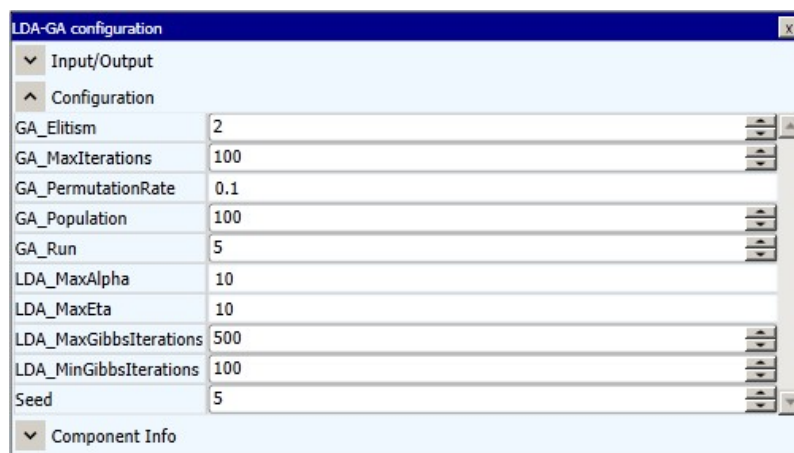 LDA-GA configuration x
Input/Output
Configuration
GA_Elitism 2
GA_MaxIterations 100
GA_PermutationRate 0.1
GA_Population 100
GA_Run 5
LDA_MaxAlpha 10
LDA_MaxEta 10
LDA_MaxGibbsIterations 500
LDA_MinGibbsIterations 100
Seed 5
Component Info